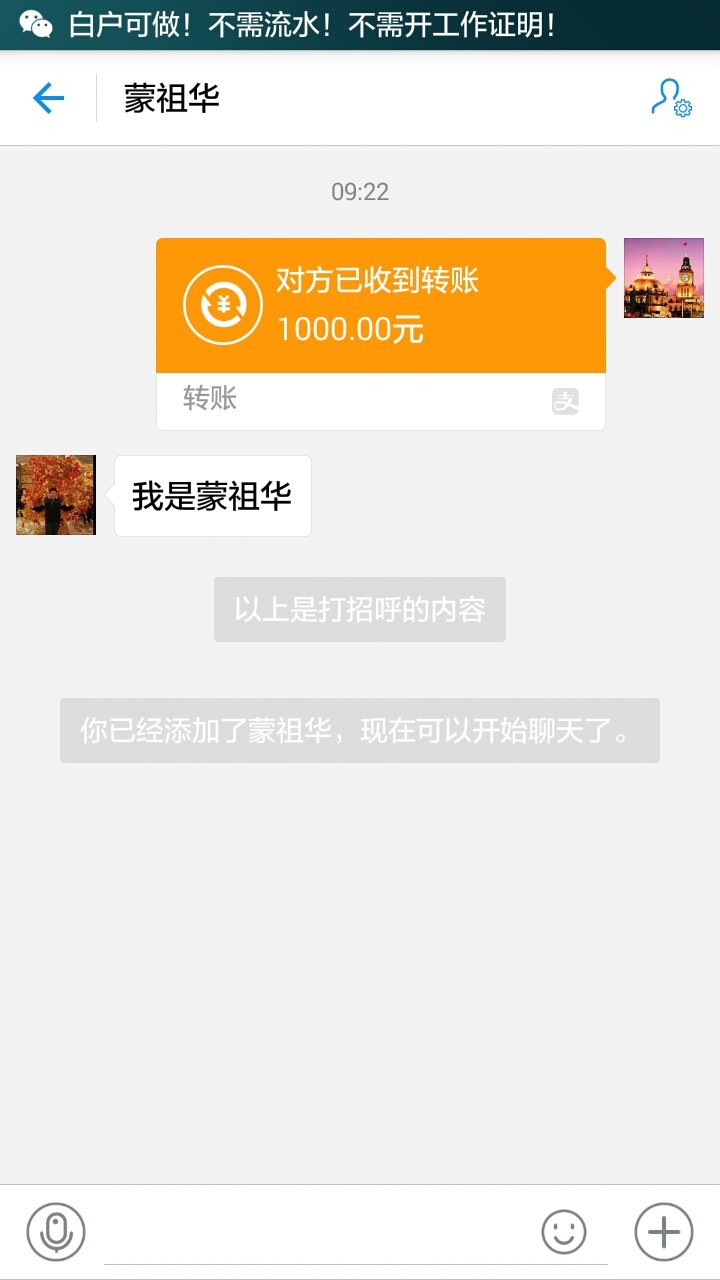 白户可做！不需流水！不需开工作证明！
蒙祖华
09:22
对方已收到转账
1000.00元
转账
支
我是蒙祖华
以上是打招呼的内容
你已经添加了蒙祖华，现在可以开始聊天了。